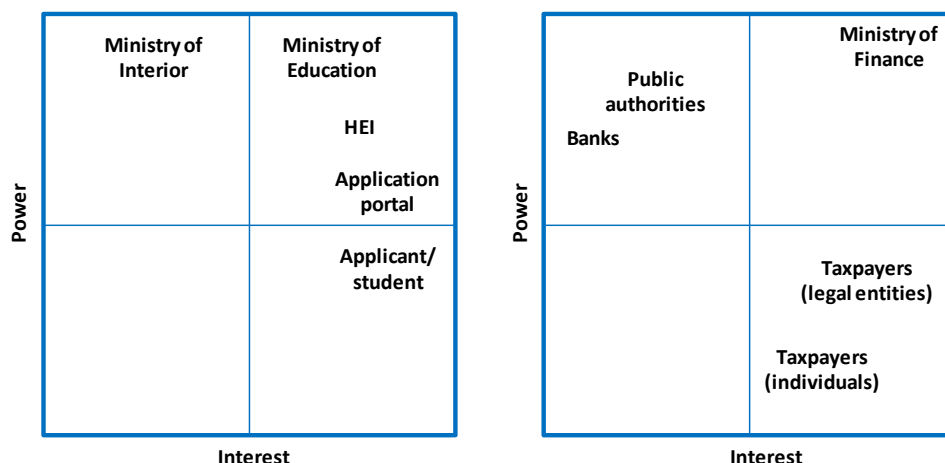 Ministry of
Interior
Ministry of
Education
HEI
Application
portal
Applicant/
student
Power
Interest
Ministry of
Finance
Public
authorities
Banks
Taxpayers
(legal entities)
Taxpayers
(individuals)
Power
Interest